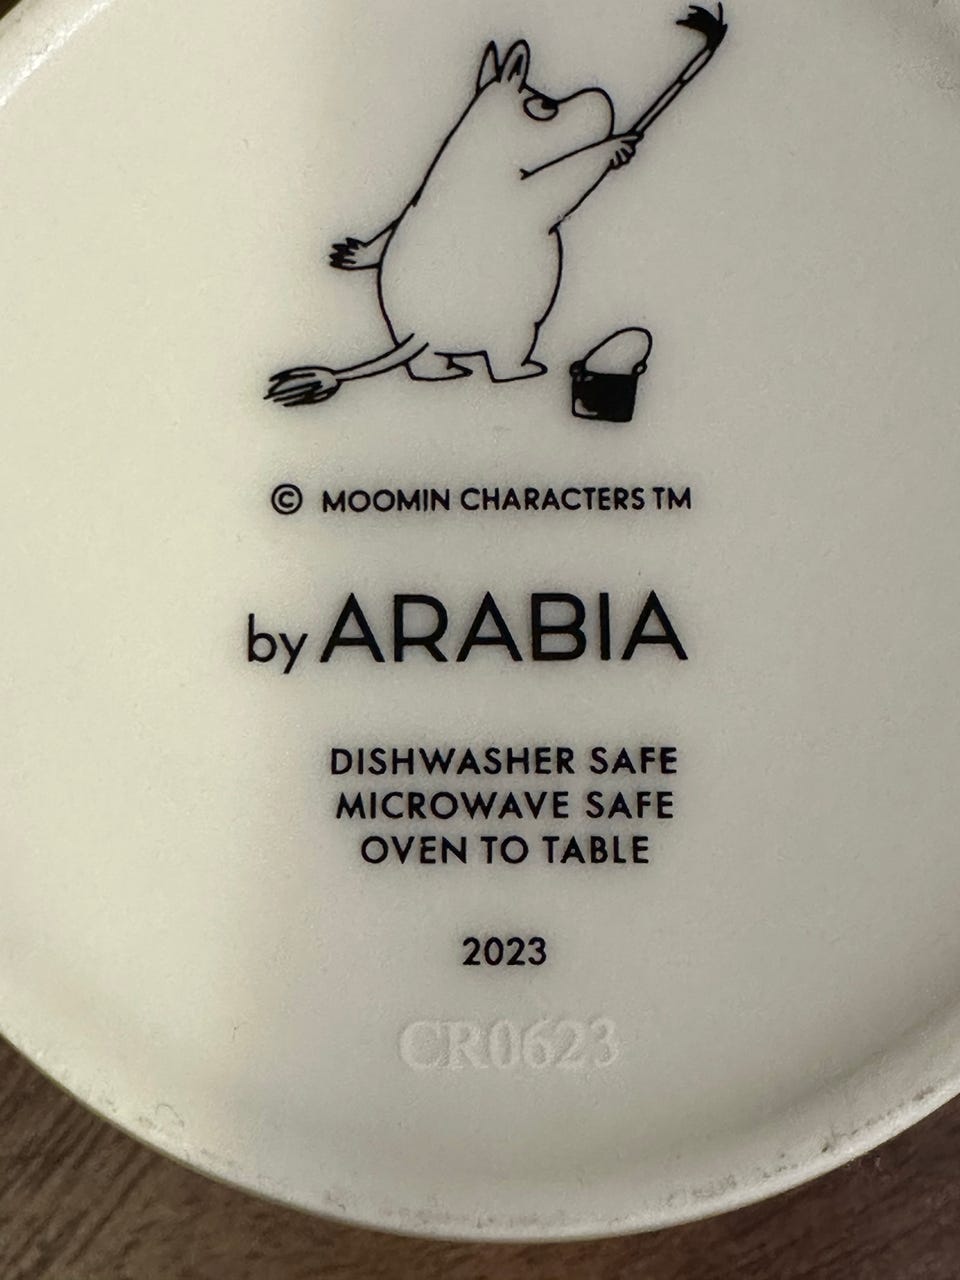 © MOOMIN CHARACTERS TM
by ARABIA
DISHWASHER SAFE
MICROWAVE SAFE
OVEN TO TABLE
2023
CR0623